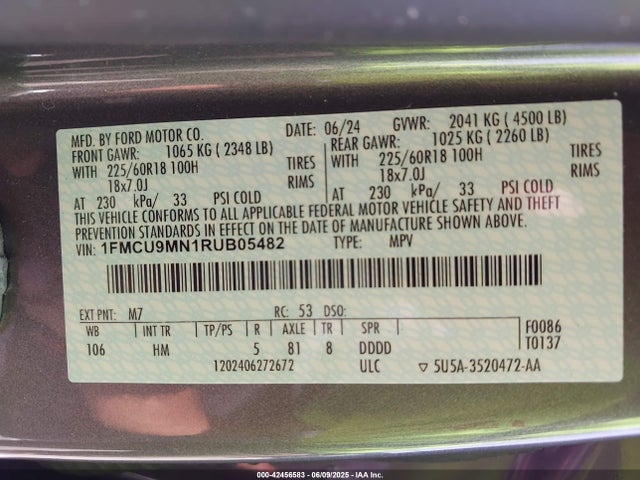 MFD. BY FORD MOTOR CO. DATE: 06/24 GVWR: 2041 KG ( 4500 LB)
FRONT GAWR: 1065 KG ( 2348 LB) REAR GAWR: 1025 KG ( 2260 LB)
WITH 225/60R18 100H TIRES WITH 225/60R18 100H TIRES
18x7.0J RIMS 18x7.0J RIMS
AT 230 kPa/ 33 PSI COLD AT 230 kPa/ 33 PSI COLD
THIS VEHICLE CONFORMS TO ALL APPLICABLE FEDERAL MOTOR VEHICLE SAFETY AND THEFT
PREVENTION STANDARDS IN EFFECT ON THE DATE OF MANUFACTURE SHOWN ABOVE.
VIN: 1FMCU9MN1RUB05482 TYPE: MPV
EXT PNT: M7 RC: 53 DSO:
WB INT TR TP/PS R AXLE TR SPR F0086
106 HM 5 81 8 DDDD T0137
1202406272672 ULC 5U5A-3520472-AA
000-42456583 - 06/09/2025 - IAA Inc.